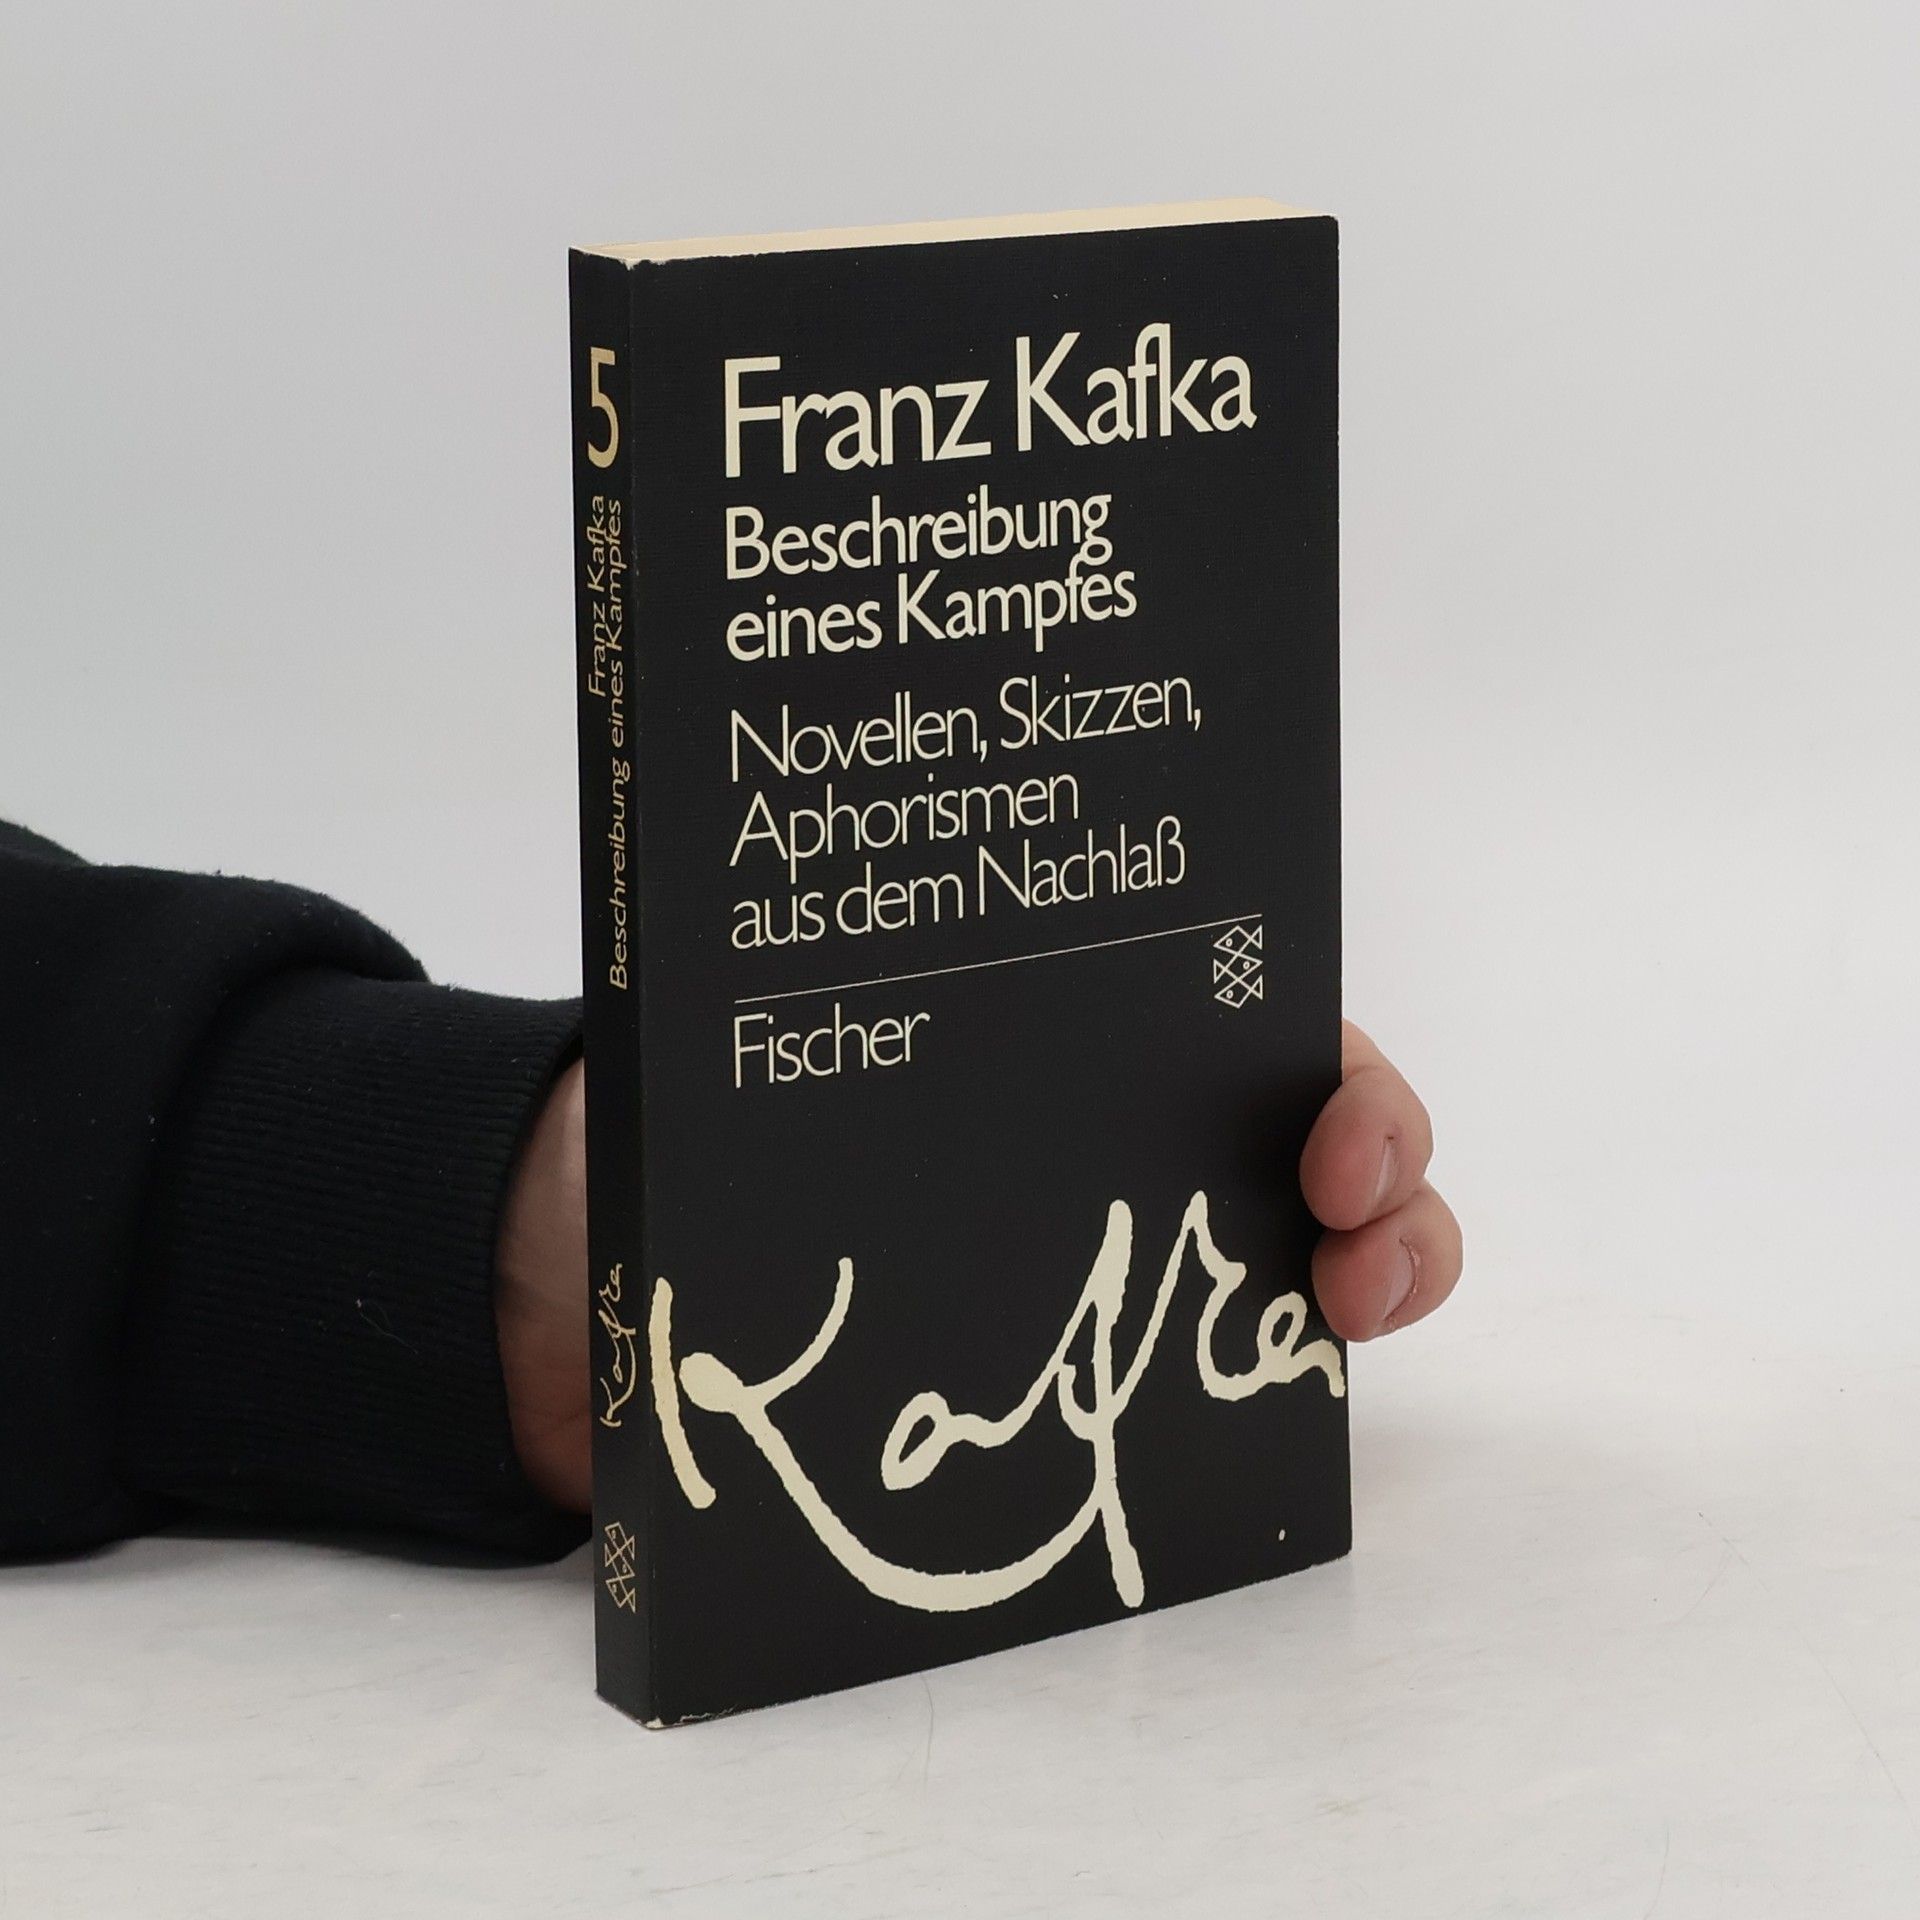 5
Franz Kafka
Beschreibung eines Kampfes
Kafka
Franz Kafka
Beschreibung
eines Kampfes
Novellen, Skizzen,
Aphorismen
aus dem Nachlaß
Fischer
Kafka